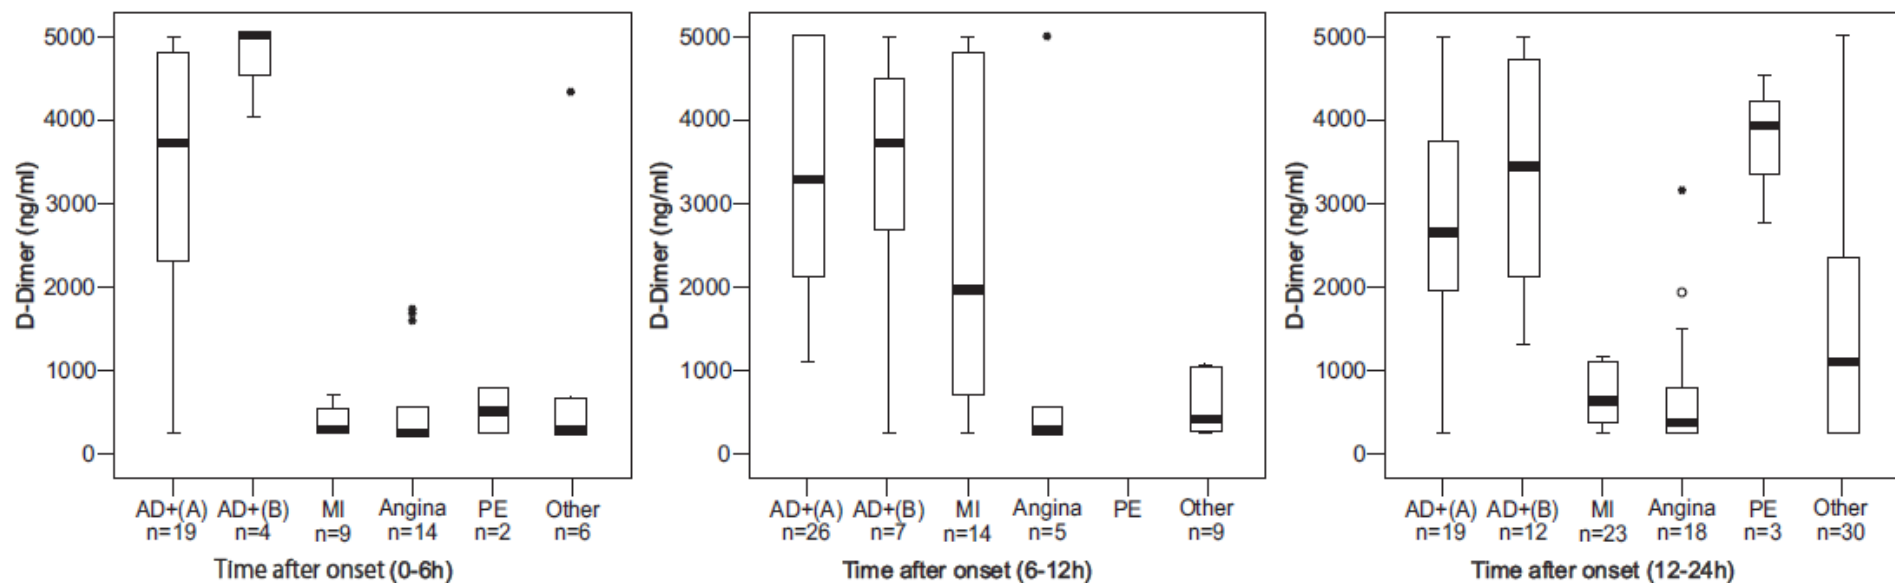 D-Dimer (ng/ml)
5000
4000
3000
2000
1000
0
AD+(A) AD+(B) MI Angina PE Other
n=19 n=4 n=9 n=14 n=2 n=6
Time after onset (0-6h)
D-Dimer (ng/ml)
5000
4000
3000
2000
1000
0
AD+(A) AD+(B) MI Angina PE Other
n=26 n=7 n=14 n=5 n=9
Time after onset (6-12h)
D-Dimer (ng/ml)
5000
4000
3000
2000
1000
0
AD+(A) AD+(B) MI Angina PE Other
n=19 n=12 n=23 n=18 n=3 n=30
Time after onset (12-24h)